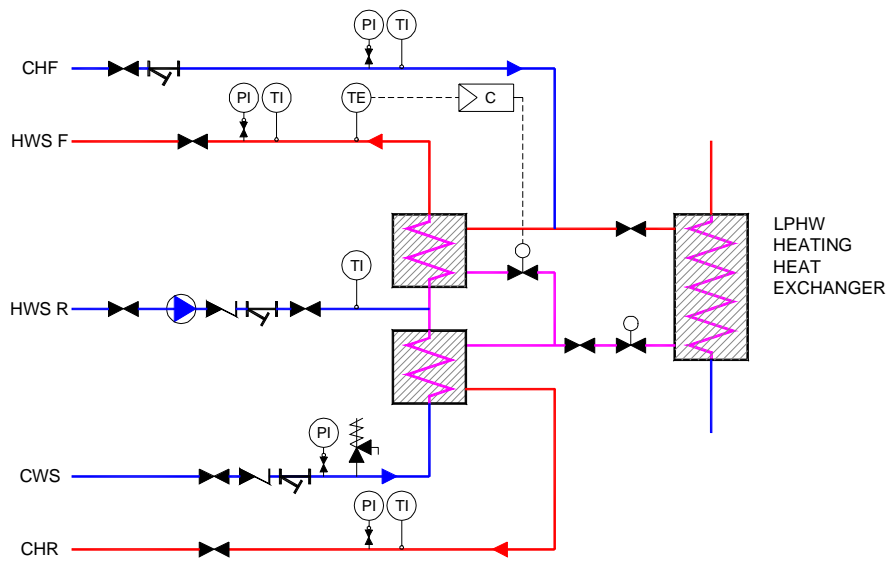 PI
TI
CHF
PI
TI
TE
C
HWS F
LPHW
HEATING
HEAT
EXCHANGER
TI
HWS R
PI
CWS
PI
TI
CHR